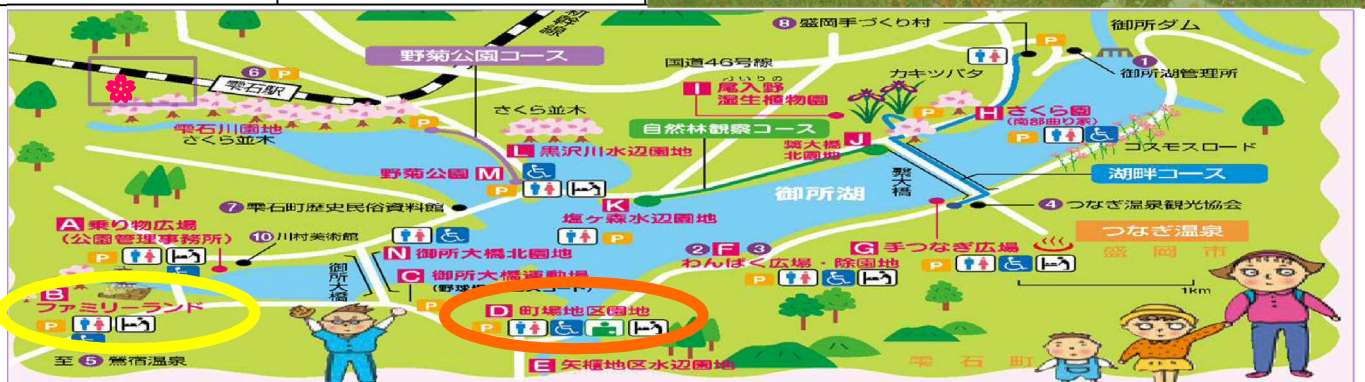 新幹線
8 盛岡手づくり村
御所ダム
P
野菊公園コース
国道46号線
カキツバタ
1
御所湖管理所
6 P
雫石駅
I 尾入野
湿生植物園
P
H さくら園
(南部曲り家)
P
さくら並木
雫石川園地
さくら並木
P
自然林観察コース
J
繋大橋
北園地
コスモスロード
L 黒沢川水辺園地
野菊公園 M
P
繋大橋
湖畔コース
御所湖
K
塩ヶ森水辺園地
P
7 雫石町歴史民俗資料館
4 つなぎ温泉観光協会
A 乗り物広場
(公園管理事務所)
P
10 川村美術館
N 御所大橋北園地
2 F 3
わんぱく広場・
園地
P
G 手つなぎ広場
P
つなぎ温泉
盛岡市
御所大橋
C 御所大橋運動場
P
1km
B
ファミリーランド
P
D 町場地区園地
P
至 5 鶯宿温泉
E 矢櫃地区水辺園地
雫石町